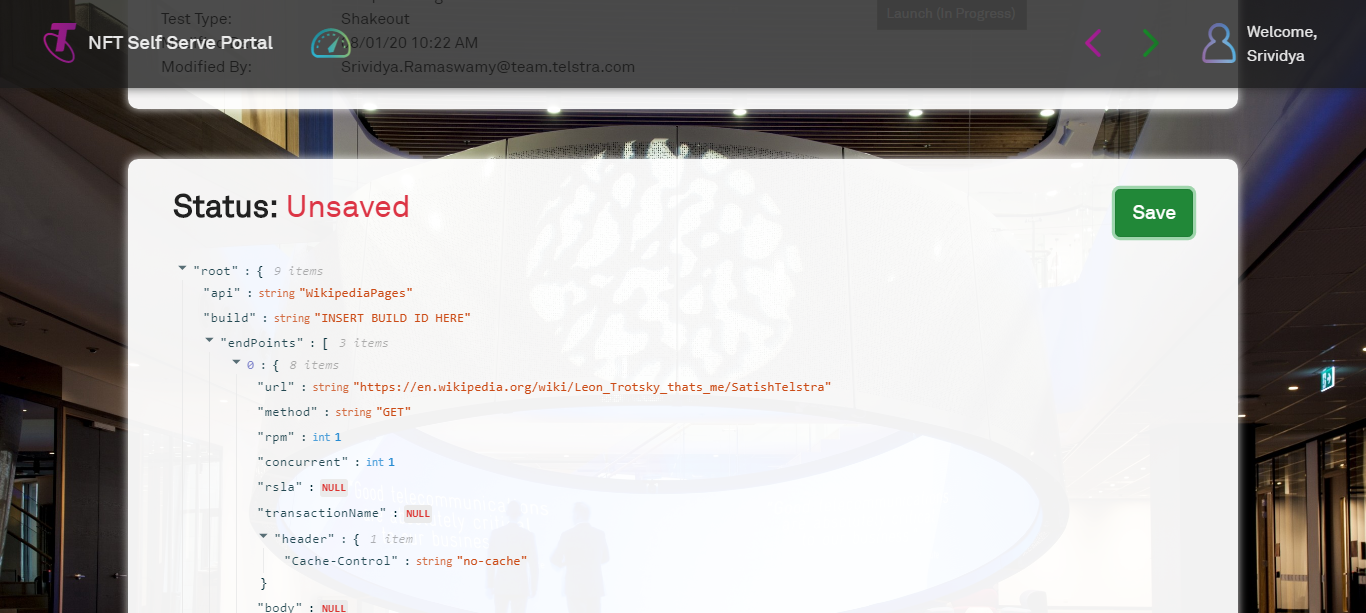 Test Type: Shakeout
Launch (In Progress)
NFT Self Serve Portal
8/01/20 10:22 AM
Welcome,
Srividya
Modified By: Srividya.Ramaswamy@team.telstra.com
Status: Unsaved
Save
"root" : { 9 items
"api" : string "WikipediaPages"
"build" : string "INSERT BUILD ID HERE"
"endPoints" : [ 3 items
0 : { 8 items
"url" : string "https://en.wikipedia.org/wiki/Leon_Trotsky_thats_me/SatishTelstra"
"method" : string "GET"
"rpm" : int 1
"concurrent" : int 1
"rsla" : NULL
"transactionName" : NULL
"header" : { 1 item
"Cache-Control" : string "no-cache"
}
"body" : NULL